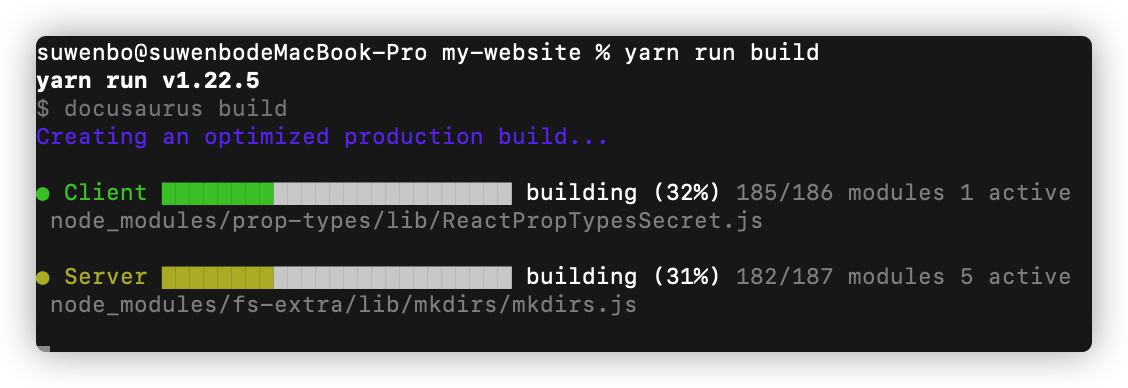 suwenbo@suwenbodeMacBook-Pro my-website % yarn run build
yarn run v1.22.5
$ docusaurus build
Creating an optimized production build...
● Client building (32%) 185/186 modules 1 active
node_modules/prop-types/lib/ReactPropTypesSecret.js
● Server building (31%) 182/187 modules 5 active
node_modules/fs-extra/lib/mkdirs/mkdirs.js